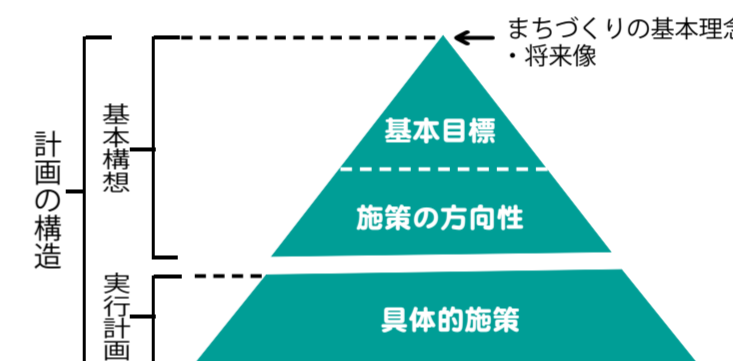 まちづくりの基本理念
・将来像
基本目標
施策の方向性
具体的施策
計画の構造
基本構想
実行計画